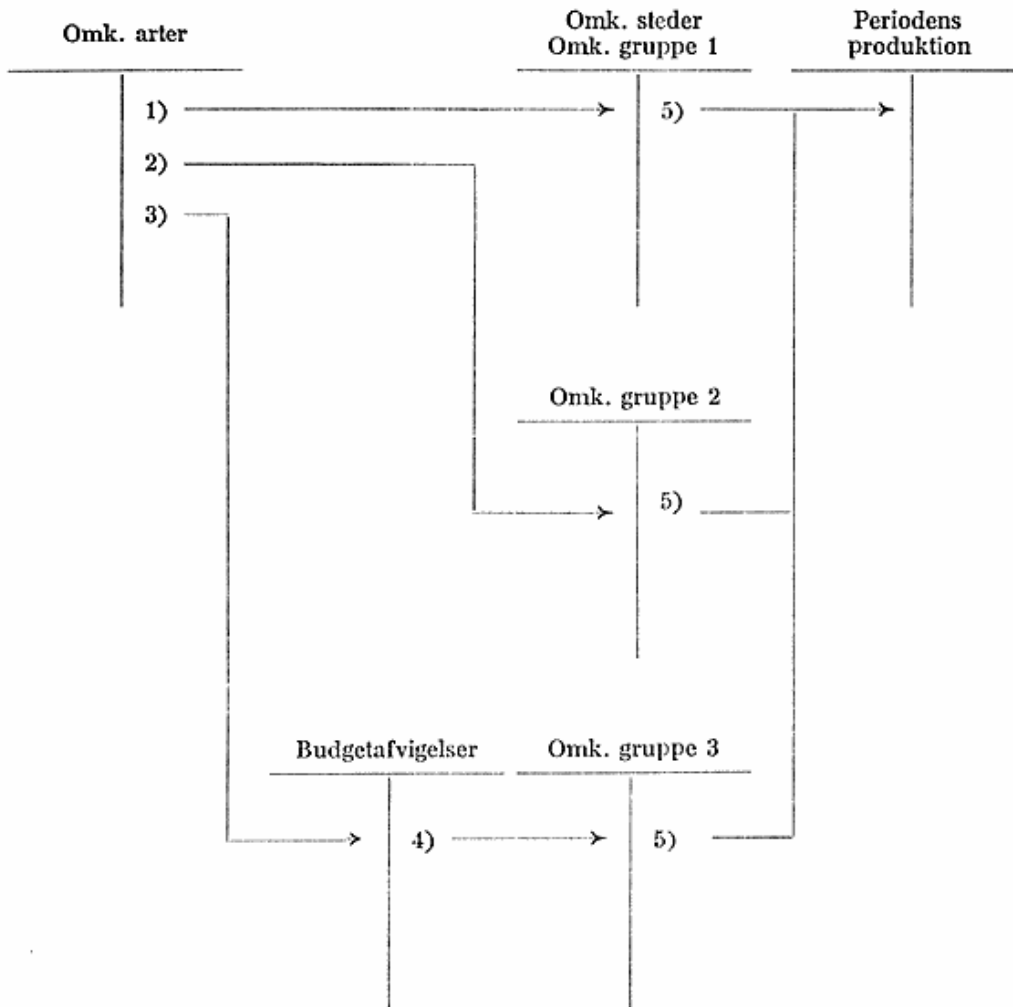 Omk. arter
Omk. steder
Omk. gruppe 1
Periodens
produktion
1)
5)
2)
3)
Omk. gruppe 2
5)
Budgetafvigelser
Omk. gruppe 3
4)
5)